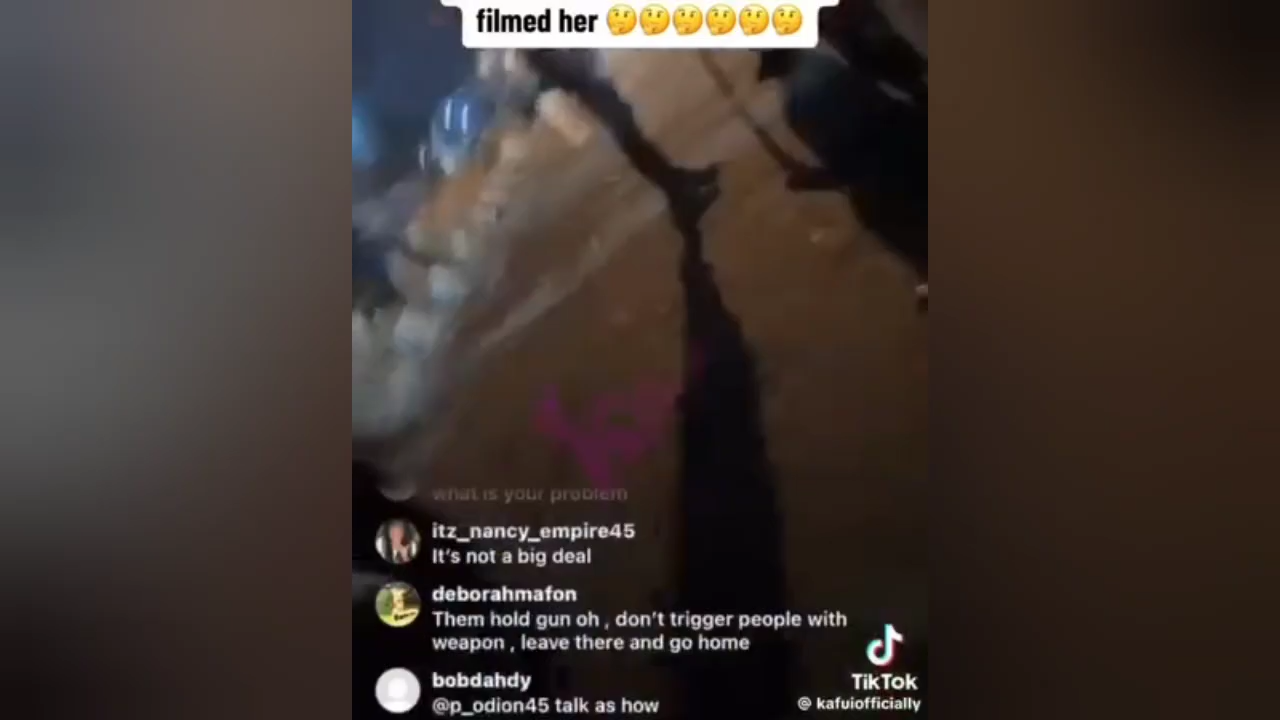 filmed her 🤔🤔🤔🤔🤔🤔
what is your problem
itz_nancy_empire45
It's not a big deal
deborahmafon
Them hold gun oh , don't trigger people with
weapon , leave there and go home
bobdahdy
@p_odion45 talk as how
TikTok
@ kafuiofficially